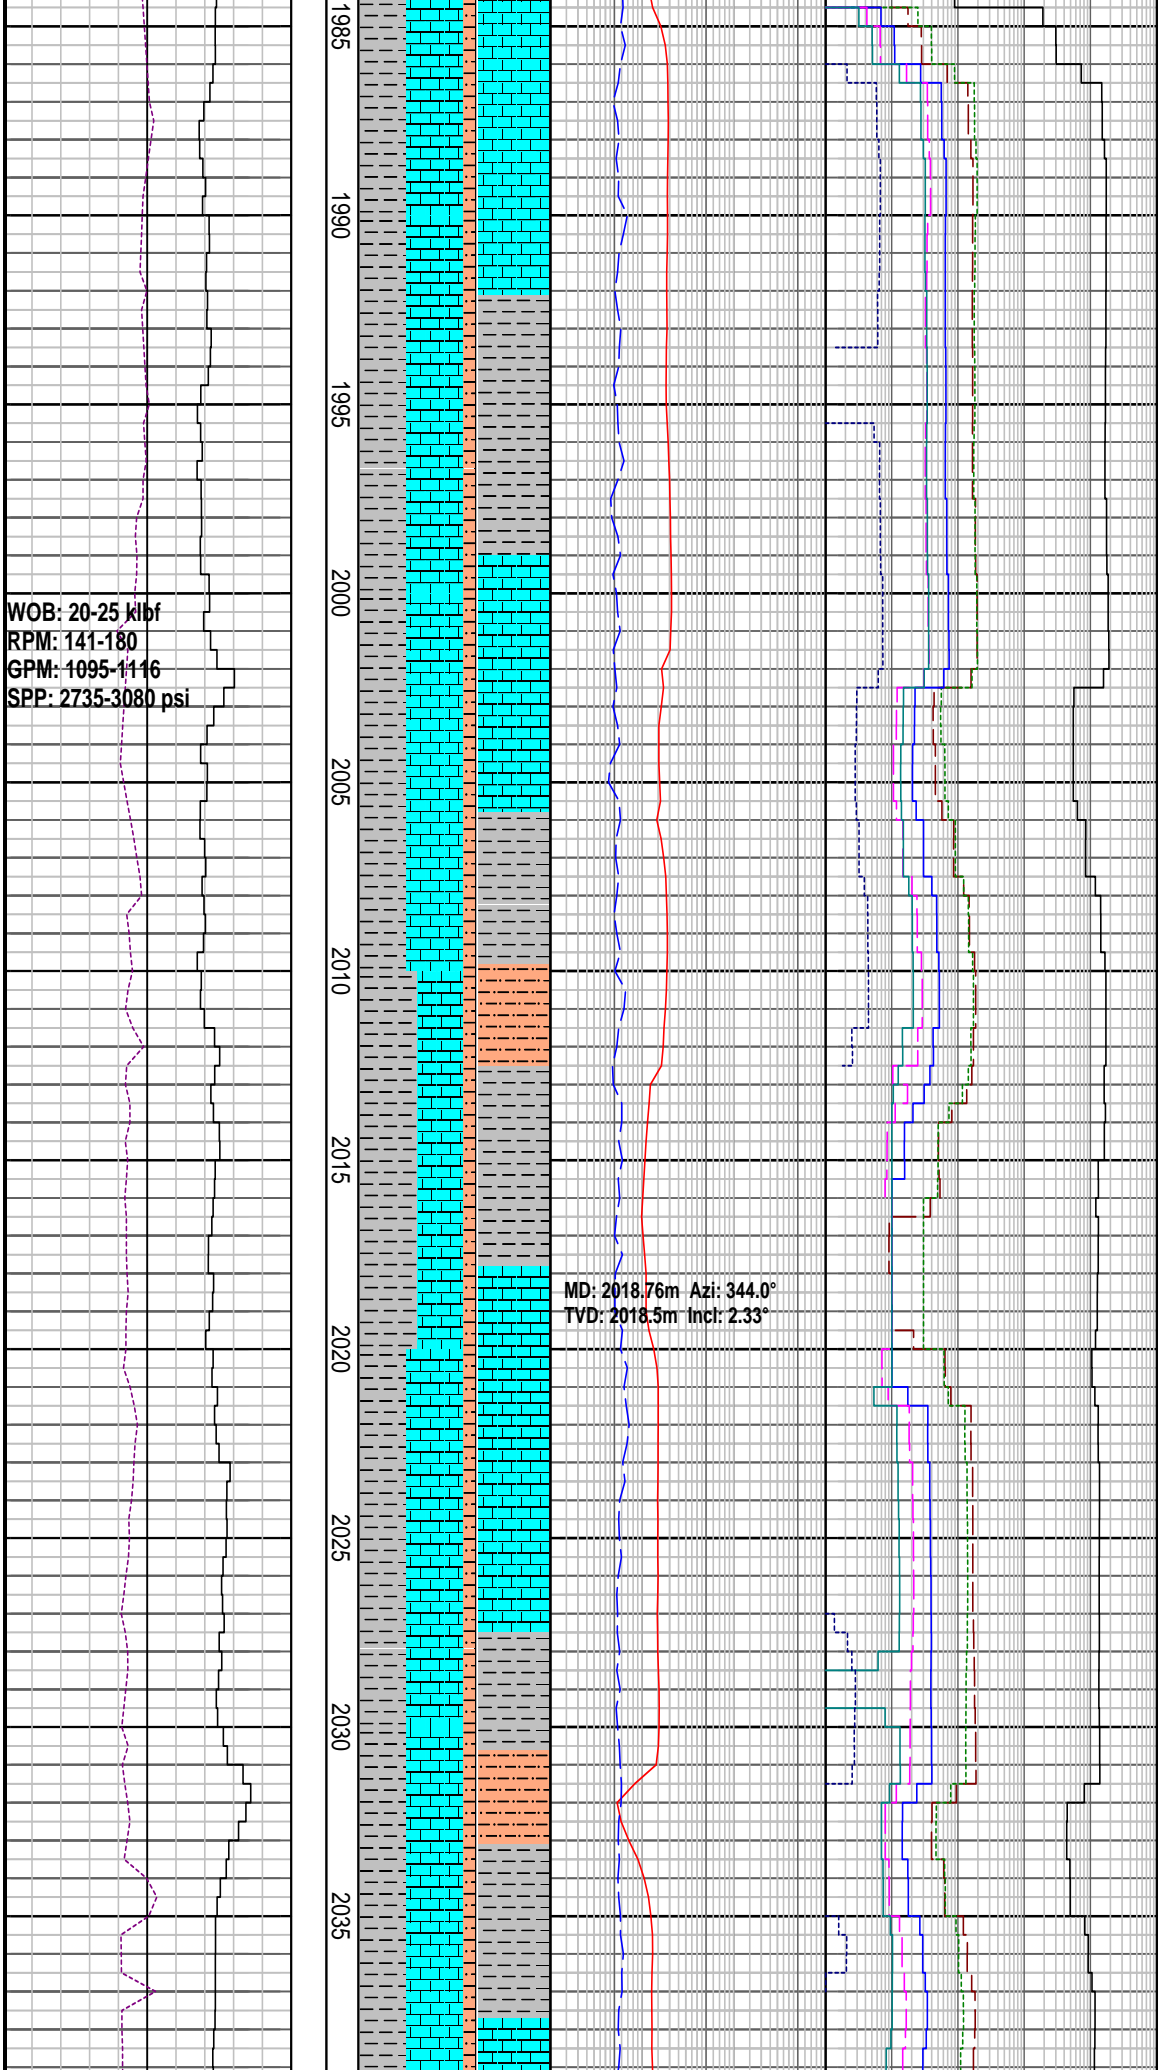 1985
1990
1995
2000
WOB: 20-25 klbf
RPM: 141-180
GPM: 1095-1116
SPP: 2735-3080 psi
2005
2010
2015
MD: 2018.76m Azi: 344.0°
TVD: 2018.5m Incl: 2.33°
2020
2025
2030
2035